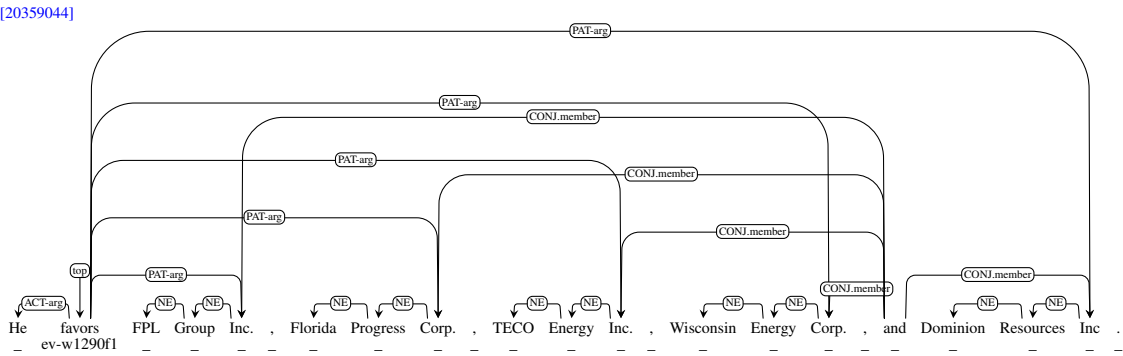 [20359044]
PAT-arg
PAT-arg
CONJ.member
PAT-arg
CONJ.member
PAT-arg
CONJ.member
top PAT-arg CONJ.member
CONJ.member
ACT-arg NE NE NE NE NE NE NE NE NE NE
He favors FPL Group Inc. , Florida Progress Corp. , TECO Energy Inc. , Wisconsin Energy Corp. , and Dominion Resources Inc .
_ ev-w1290f1 _ _ _ _ _ _ _ _ _ _ _ _ _ _ _ _ _ _ _ _ _